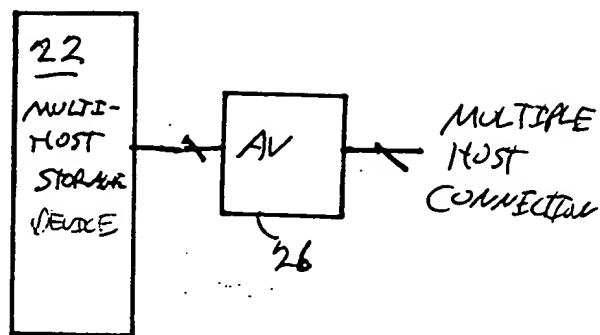 22
MULTI-
HOST
STORAGE
DEVICE
AV
26
MULTIPLE
HOST
CONNECTION